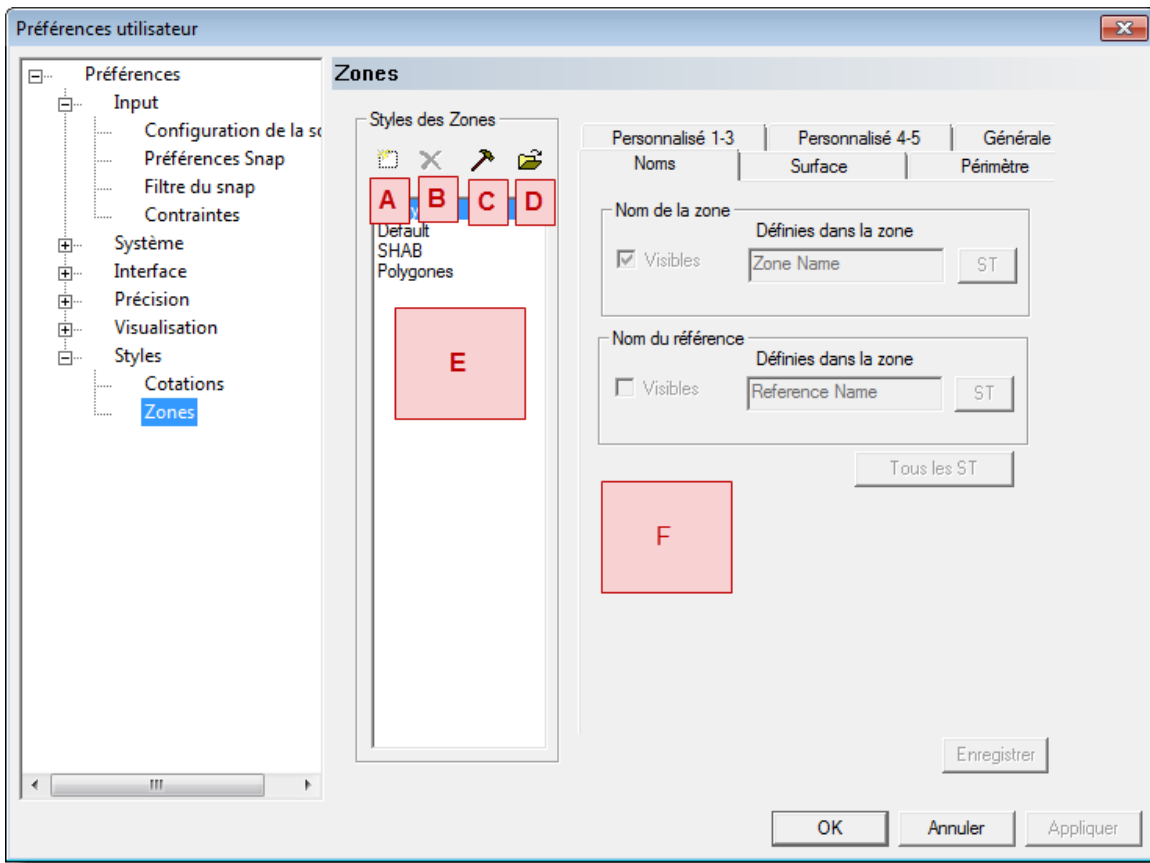 Préférences utilisateur
Préférences
Input
Configuration de la so
Préférences Snap
Filtre du snap
Contraintes
Système
Interface
Précision
Visualisation
Styles
Cotations
Zones
Zones
Styles des Zones
A
B
C
D
Default
SHAB
Polygones
E
Personnalisé 1-3
Personnalisé 4-5
Générale
Noms
Surface
Périmètre
Nom de la zone
Définies dans la zone
Visibles
Zone Name
ST
Nom du référence
Définies dans la zone
Visibles
Reference Name
ST
Tous les ST
F
Enregistrer
OK
Annuler
Appliquer